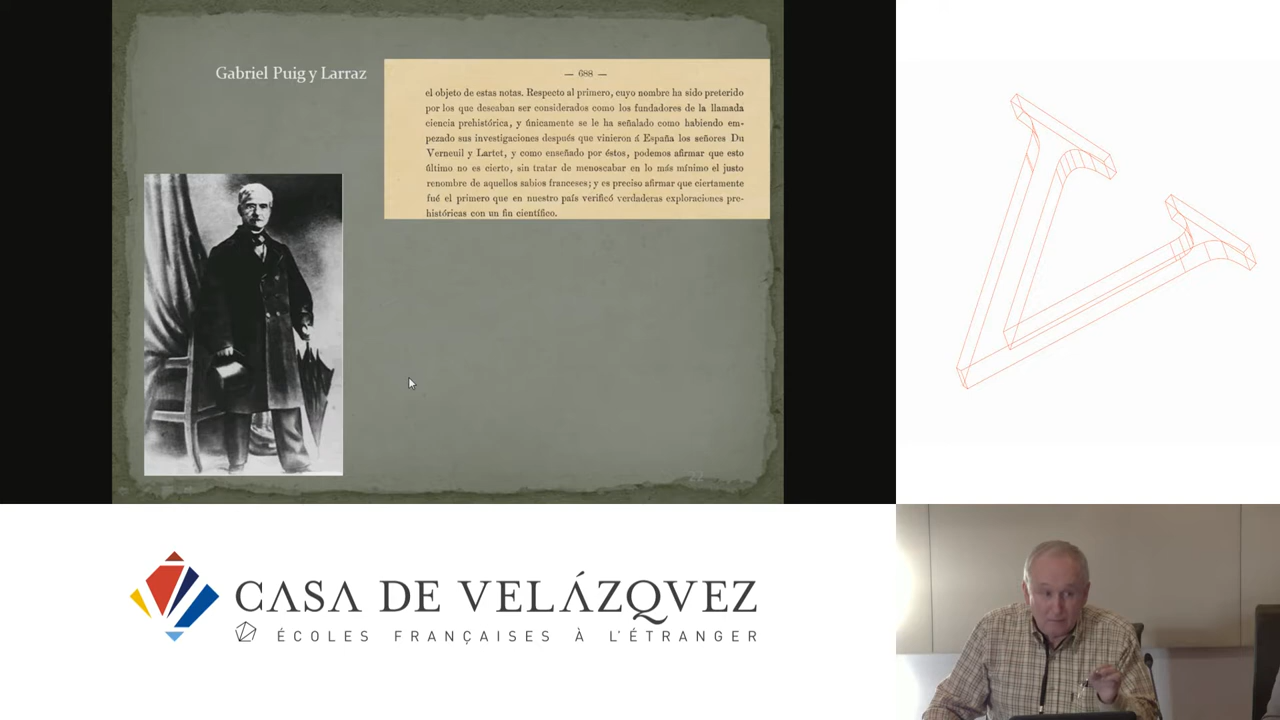 Gabriel Puig y Larraz
— 688 —
el objeto de estas notas. Respecto al primero, cuyo nombre ha sido preterido
por los que deseaban ser considerados como los fundadores de la llamada
ciencia prehistórica, y únicamente se le ha señalado como habiendo em-
pezado sus investigaciones después que vinieron á España los señores Du
Verneuil y Lartet, y como enseñado por éstos, podemos afirmar que esto
último no es cierto, sin tratar de menoscabar en lo más mínimo el justo
renombre de aquellos sabios franceses; y es preciso afirmar que ciertamente
fué el primero que en nuestro país verificó verdaderas exploraciones pre-
históricas con un fin científico.
22
CASA DE VELÁZQVEZ
ÉCOLES FRANÇAISES À L'ÉTRANGER